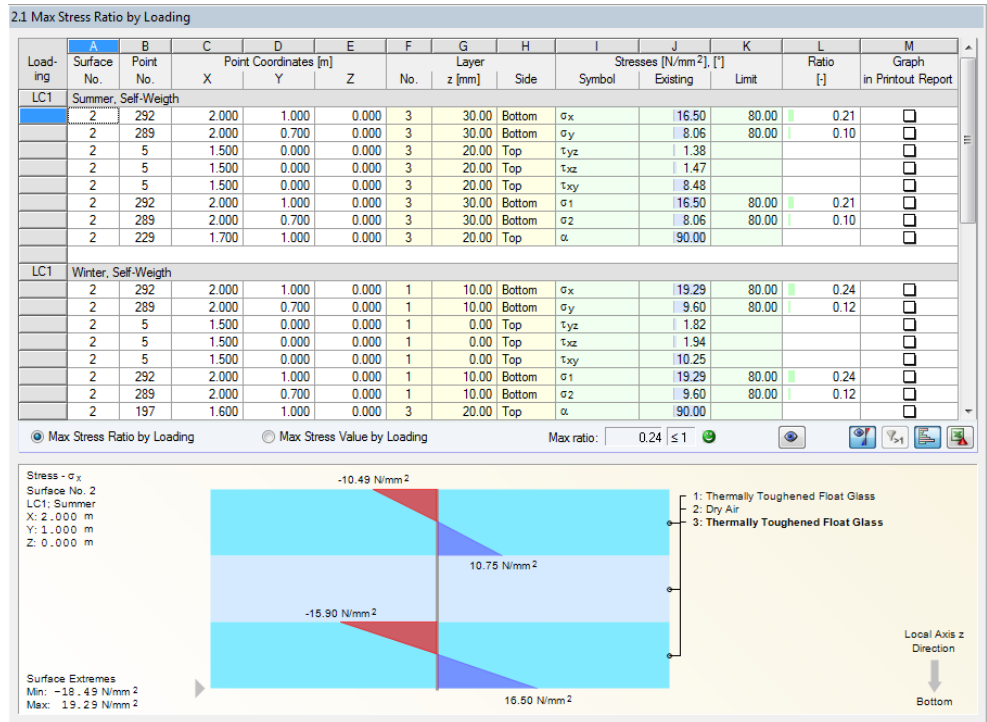 2.1 Max Stress Ratio by Loading
A B C D E F G H I J K L M
Load- Surface Point Point Coordinates [m] Layer Stresses [N/mm²], [°] Ratio Graph
ing No. No. X Y Z No. z [mm] Side Symbol Existing Limit [-] in Printout Report
LC1 Summer, Self-Weigth
2 292 2.000 1.000 0.000 3 30.00 Bottom σx 16.50 80.00 0.21
2 289 2.000 0.700 0.000 3 30.00 Bottom σy 8.06 80.00 0.10
2 5 1.500 0.000 0.000 3 20.00 Top τyz 1.38
2 5 1.500 0.000 0.000 3 20.00 Top τxz 1.47
2 5 1.500 0.000 0.000 3 20.00 Top τxy 8.48
2 292 2.000 1.000 0.000 3 30.00 Bottom σ1 16.50 80.00 0.21
2 289 2.000 0.700 0.000 3 30.00 Bottom σ2 8.06 80.00 0.10
2 229 1.700 1.000 0.000 3 20.00 Top α 90.00
LC1 Winter, Self-Weigth
2 292 2.000 1.000 0.000 1 10.00 Bottom σx 19.29 80.00 0.24
2 289 2.000 0.700 0.000 1 10.00 Bottom σy 9.60 80.00 0.12
2 5 1.500 0.000 0.000 1 0.00 Top τyz 1.82
2 5 1.500 0.000 0.000 1 0.00 Top τxz 1.94
2 5 1.500 0.000 0.000 1 0.00 Top τxy 10.25
2 292 2.000 1.000 0.000 1 10.00 Bottom σ1 19.29 80.00 0.24
2 289 2.000 0.700 0.000 1 10.00 Bottom σ2 9.60 80.00 0.12
2 197 1.600 1.000 0.000 3 20.00 Top α 90.00
Max Stress Ratio by Loading Max Stress Value by Loading Max ratio: 0.24 ≤ 1 >1
Stress - σx
Surface No. 2
LC1; Summer
X: 2.000 m
Y: 1.000 m
Z: 0.000 m
-10.49 N/mm²
10.75 N/mm²
-15.90 N/mm²
16.50 N/mm²
1: Thermally Toughened Float Glass
2: Dry Air
3: Thermally Toughened Float Glass
Local Axis z
Direction
Bottom
Surface Extremes
Min: -18.49 N/mm²
Max: 19.29 N/mm²